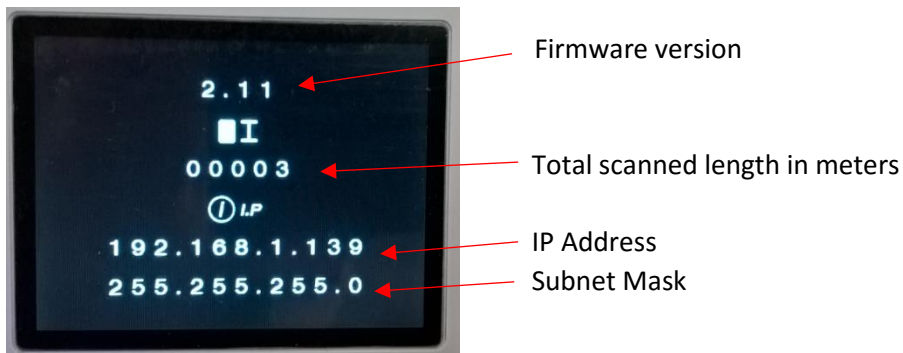 2.11
Firmware version
00003
Total scanned length in meters
I.P
192.168.1.139
IP Address
255.255.255.0
Subnet Mask